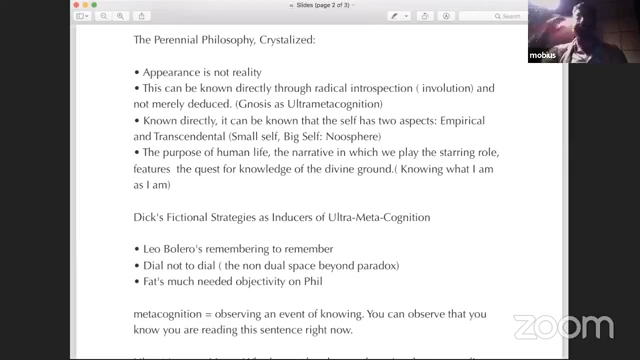 Slides (page 2 of 3)
Search
mobius
The Perennial Philosophy, Crystalized:
• Appearance is not reality
• This can be known directly through radical introspection ( involution) and
not merely deduced. (Gnosis as Ultrametacognition)
• Known directly, it can be known that the self has two aspects: Empirical
and Transcendental (Small self, Big Self: Noosphere)
• The purpose of human life, the narrative in which we play the starring role,
features the quest for knowledge of the divine ground.( Knowing what I am
as I am)
Dick's Fictional Strategies as Inducers of Ultra-Meta-Cognition
• Leo Bolero's remembering to remember
• Dial not to dial ( the non dual space beyond paradox)
• Fat's much needed objectivity on Phil
metacognition = observing an event of knowing. You can observe that you
know you are reading this sentence right now.
zoom